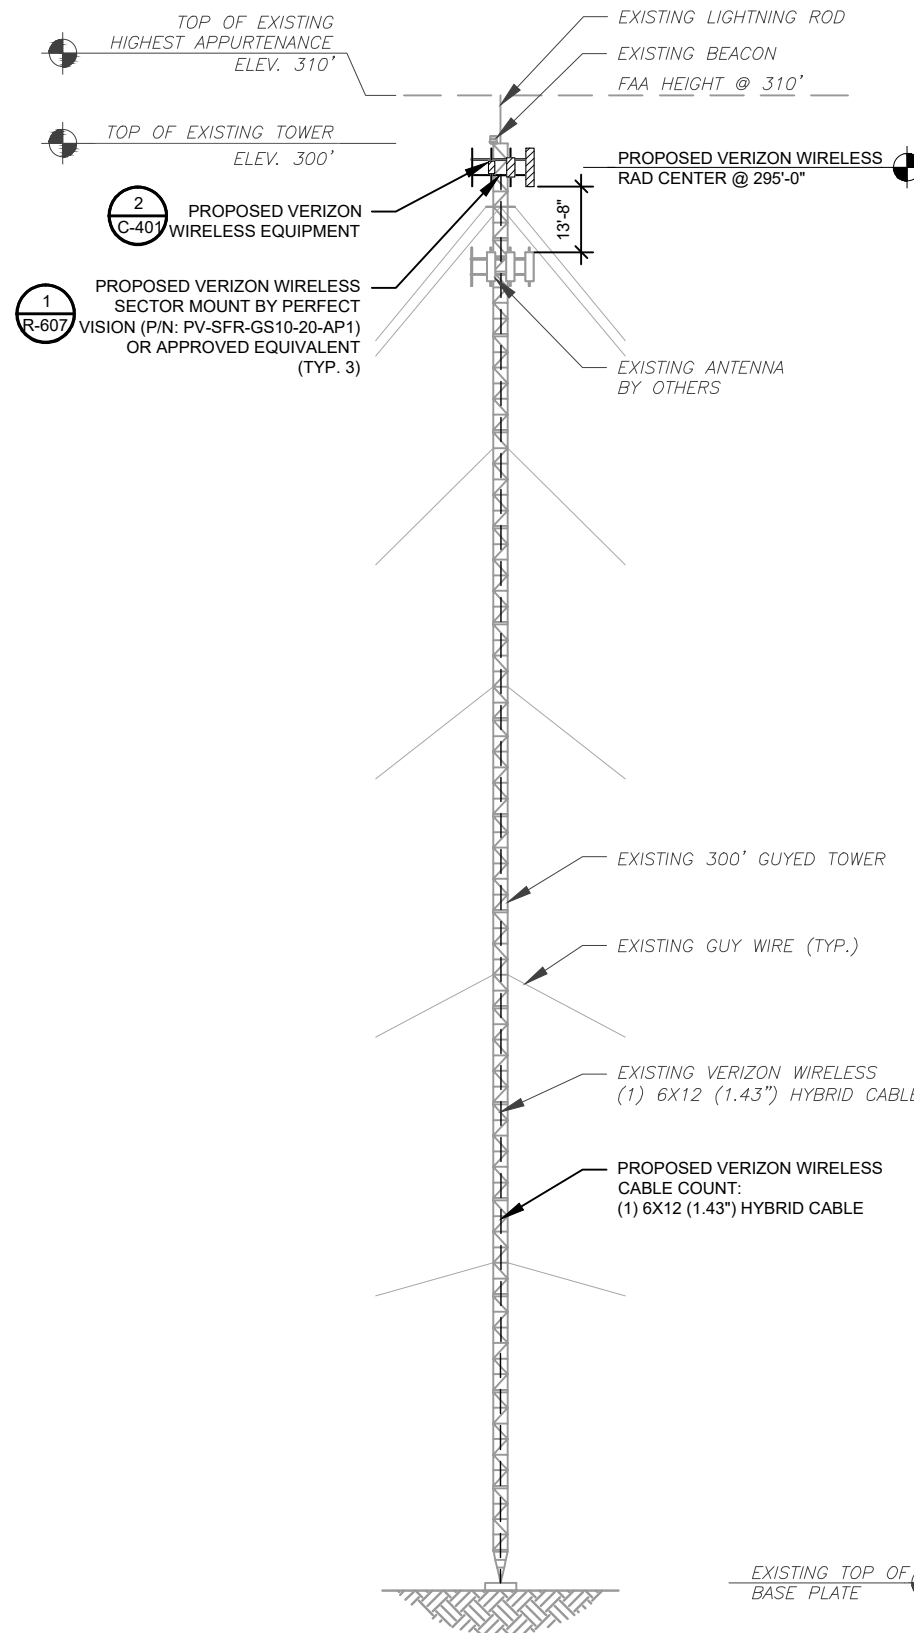 TOP OF EXISTING
HIGHEST APPURTENANCE
ELEV. 310'
EXISTING LIGHTNING ROD
EXISTING BEACON
FAA HEIGHT @ 310'
TOP OF EXISTING TOWER
ELEV. 300'
PROPOSED VERIZON WIRELESS
RAD CENTER @ 295'-0"
2
C-401
PROPOSED VERIZON
WIRELESS EQUIPMENT
13'-8"
1
R-607
PROPOSED VERIZON WIRELESS
SECTOR MOUNT BY PERFECT
VISION (P/N: PV-SFR-GS10-20-AP1)
OR APPROVED EQUIVALENT
(TYP. 3)
EXISTING ANTENNA
BY OTHERS
EXISTING 300' GUYED TOWER
EXISTING GUY WIRE (TYP.)
EXISTING VERIZON WIRELESS
(1) 6X12 (1.43") HYBRID CABLE
PROPOSED VERIZON WIRELESS
CABLE COUNT:
(1) 6X12 (1.43") HYBRID CABLE
EXISTING TOP OF
BASE PLATE